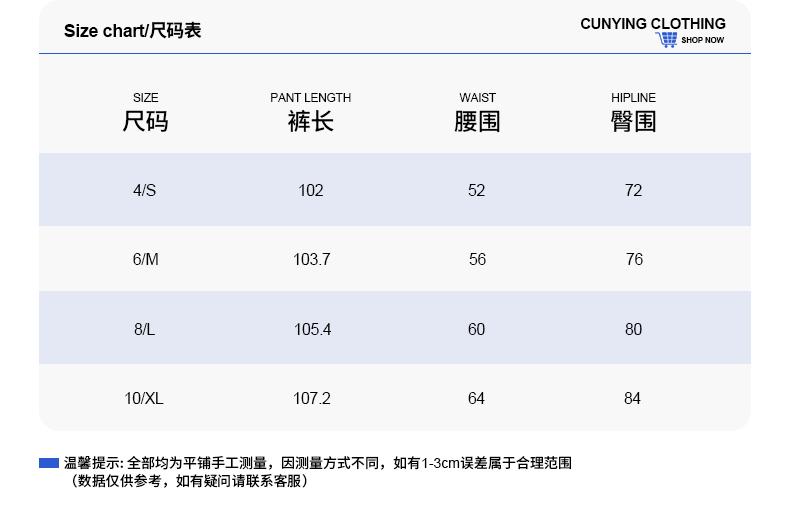 Size chart/尺码表
CUNYING CLOTHING
SHOP NOW
SIZE PANT LENGTH WAIST HIPLINE
尺码 裤长 腰围 臀围
4/S 102 52 72
6/M 103.7 56 76
8/L 105.4 60 80
10/XL 107.2 64 84
温馨提示: 全部均为平铺手工测量，因测量方式不同，如有1-3cm误差属于合理范围
（数据仅供参考，如有疑问请联系客服）